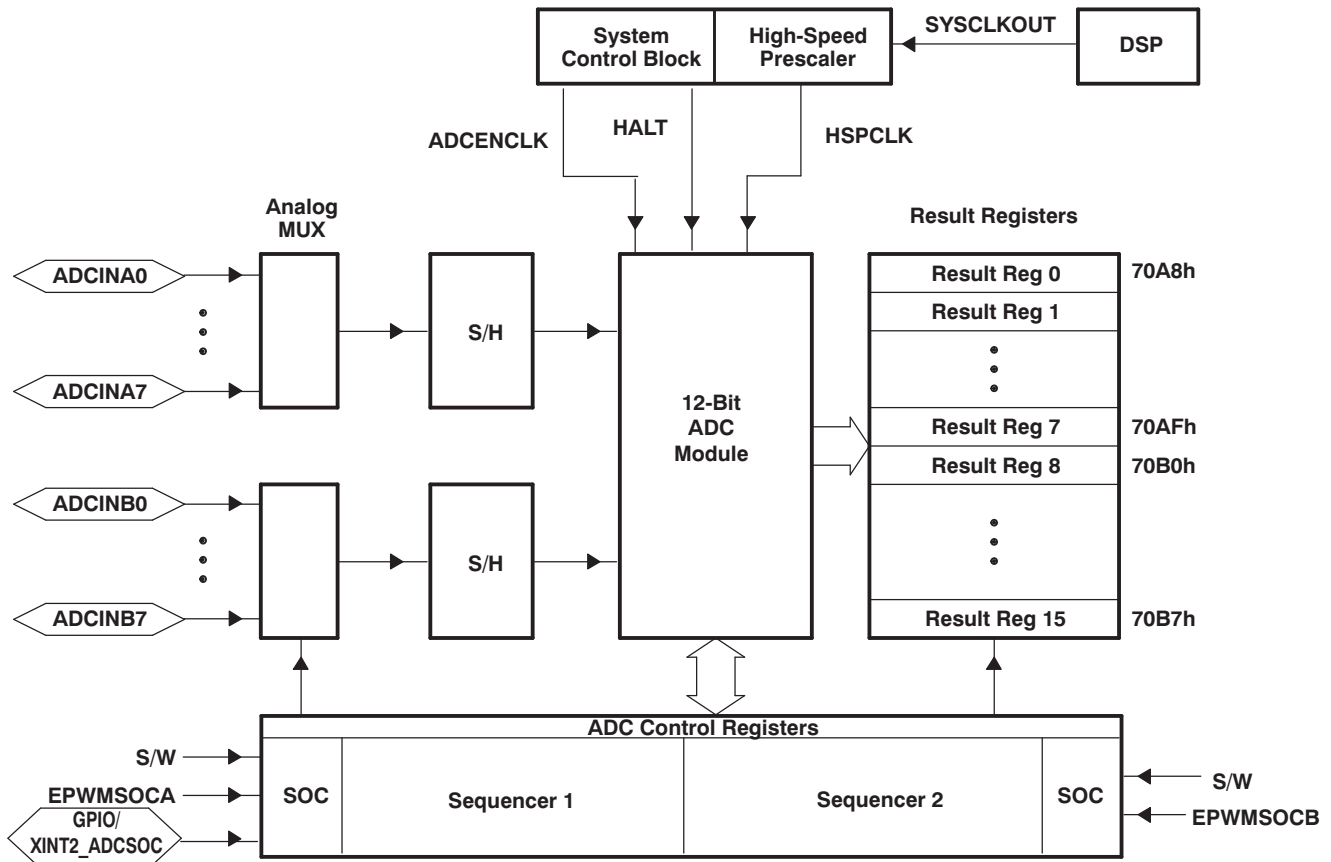 System
Control Block
High-Speed
Prescaler
SYSCLKOUT
DSP
ADCENCLK
HALT
HSPCLK
Analog
MUX
Result Registers
ADCINA0
ADCINA7
S/H
12-Bit
ADC
Module
Result Reg 0
70A8h
Result Reg 1
Result Reg 7
70AFh
Result Reg 8
70B0h
ADCINB0
ADCINB7
S/H
Result Reg 15
70B7h
ADC Control Registers
S/W
EPWMSOCA
GPIO/
XINT2_ADCSOC
SOC
Sequencer 1
Sequencer 2
SOC
S/W
EPWMSOCB